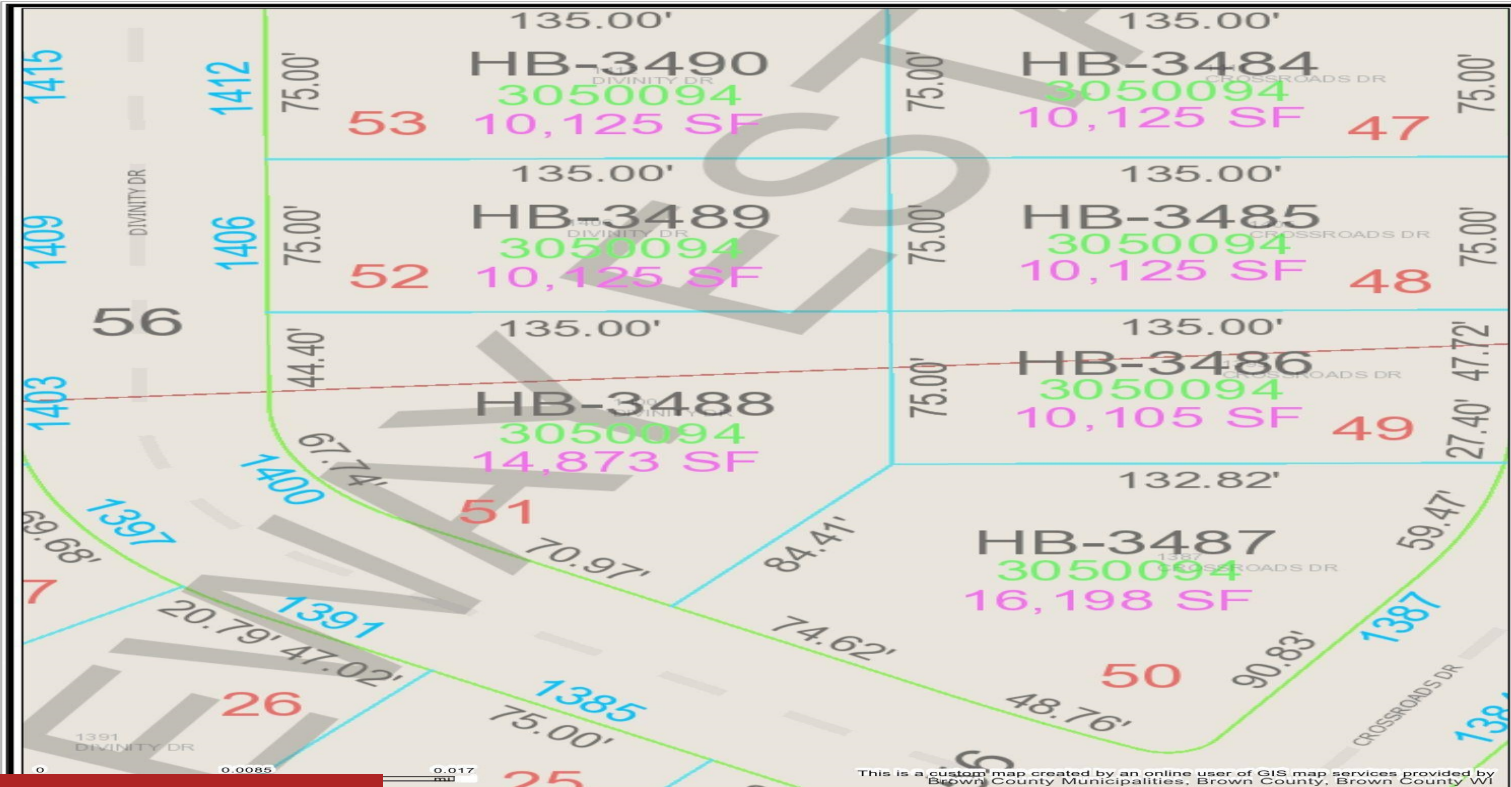 135.00'
135.00'
1415
1412
75.00'
HB-3490
DIVINITY DR
3050094
53
10,125 SF
75.00'
HB-3484
CROSSROADS DR
3050094
10,125 SF
47
75.00'
135.00'
135.00'
DIVINITY DR
1409
1406
75.00'
HB-3489
DIVINITY DR
3050094
52
10,125 SF
75.00'
HB-3485
CROSSROADS DR
3050094
10,125 SF
48
75.00'
56
135.00'
135.00'
1403
44.40'
HB-3488
DIVINITY DR
3050094
14,873 SF
51
75.00'
HB-3486
CROSSROADS DR
3050094
10,105 SF
49
47.72'
27.40'
67.74'
1400
70.97'
84.41'
132.82'
59.47'
HB-3487
1387
CROSSROADS DR
3050094
16,198 SF
1387
1397
69.68'
7
20.79'
47.02'
1391
74.62'
50
90.83'
48.76'
26
1385
75.00'
CROSSROADS DR
1391
DIVINITY DR
25
0 0.0085 0.017
mi
This is a custom map created by an online user of GIS map services provided by
Brown County Municipalities, Brown County, Brown County WI